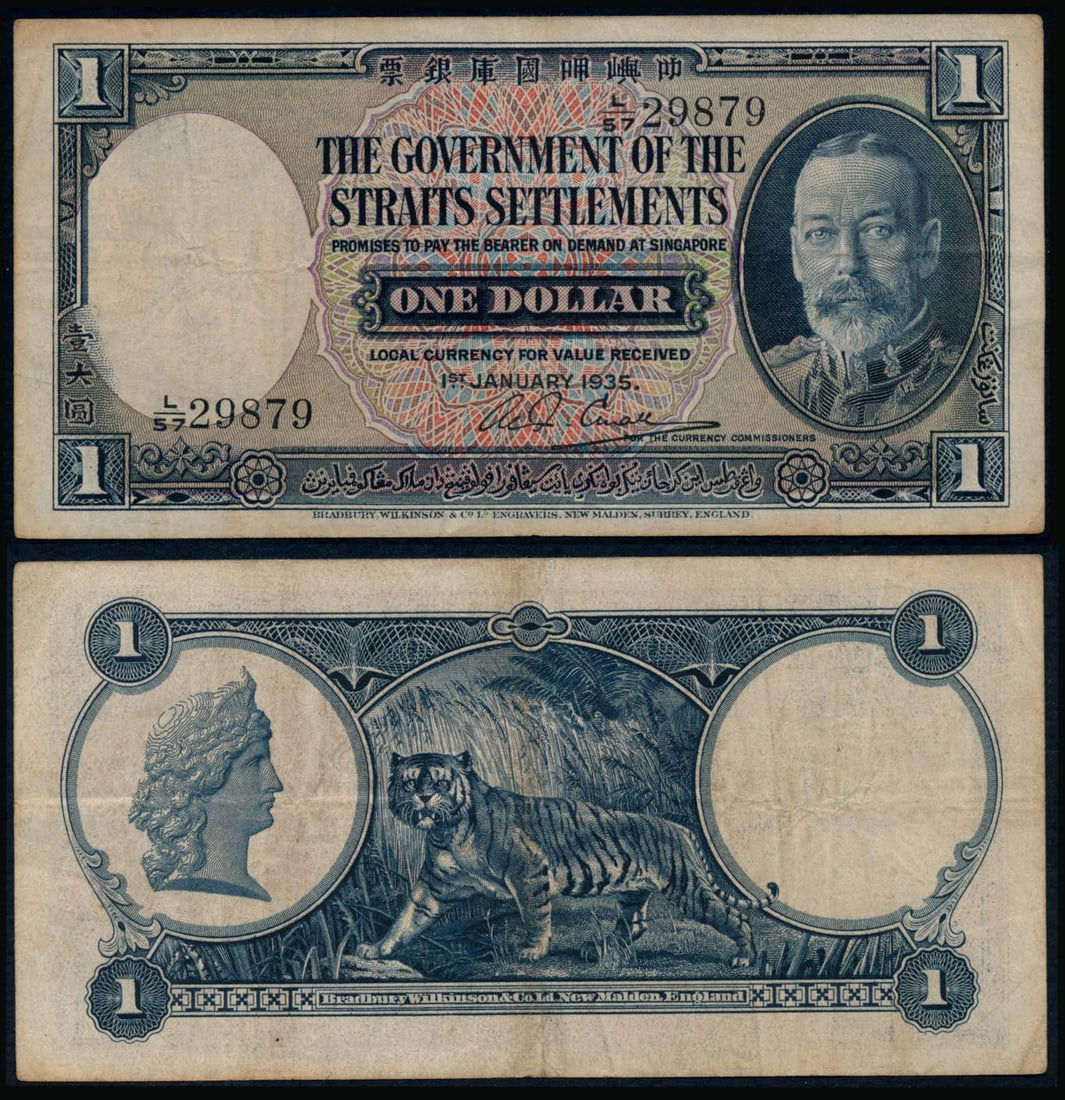 叻嶼呷國庫銀票
1 1
L/57 29879
THE GOVERNMENT OF THE
STRAITS SETTLEMENTS
PROMISES TO PAY THE BEARER ON DEMAND AT SINGAPORE
ONE DOLLAR
LOCAL CURRENCY FOR VALUE RECEIVED
1ST JANUARY 1935.
壹大圓
L/57 29879
FOR THE CURRENCY COMMISSIONERS
1 1
BRADBURY, WILKINSON & Co Ld ENGRAVERS, NEW MALDEN, SURREY, ENGLAND.
1 1
1 1
Bradbury Wilkinson & Co Ld. New Malden, England